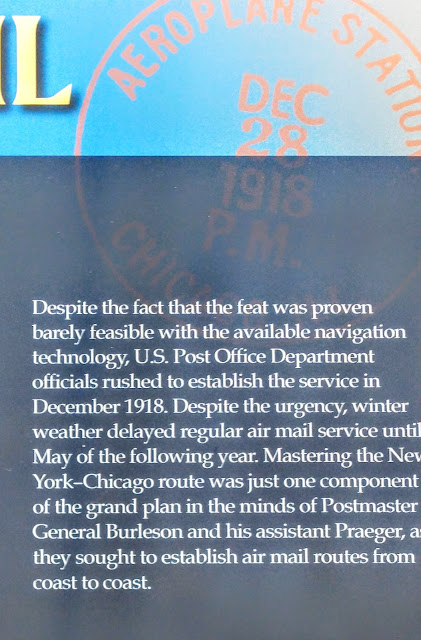 IL
AEROPLANE STATION
DEC
28
1918
P.M.
Despite the fact that the feat was proven
barely feasible with the available navigation
technology, U.S. Post Office Department
officials rushed to establish the service in
December 1918. Despite the urgency, winter
weather delayed regular air mail service until
May of the following year. Mastering the New
York–Chicago route was just one component
of the grand plan in the minds of Postmaster
General Burleson and his assistant Praeger, as
they sought to establish air mail routes from
coast to coast.